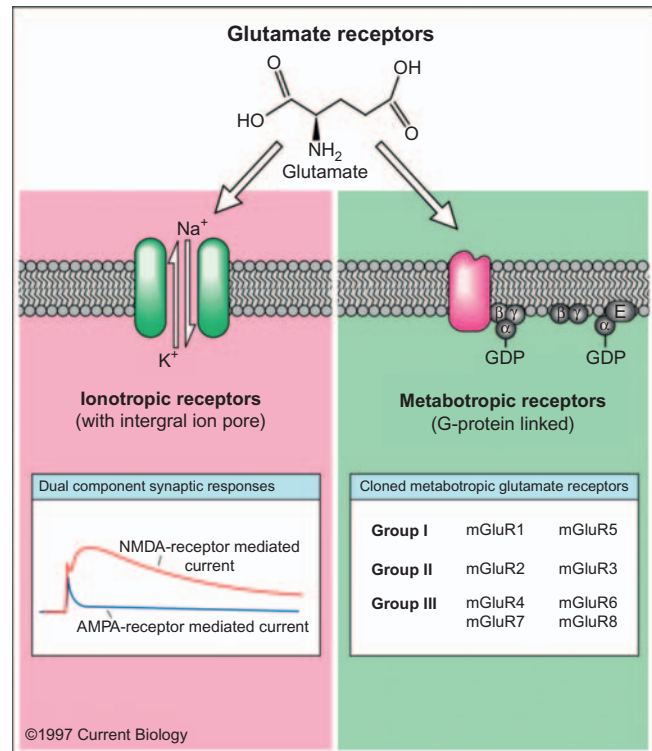 Glutamate receptors
O
OH
HO
O
NH₂
Glutamate
Na⁺
K⁺
β γ
α
GDP
β γ
α E
GDP
Ionotropic receptors
(with intergral ion pore)
Metabotropic receptors
(G-protein linked)
Dual component synaptic responses
NMDA-receptor mediated
current
AMPA-receptor mediated current
Cloned metabotropic glutamate receptors
Group I mGluR1 mGluR5
Group II mGluR2 mGluR3
Group III mGluR4 mGluR6
mGluR7 mGluR8
©1997 Current Biology